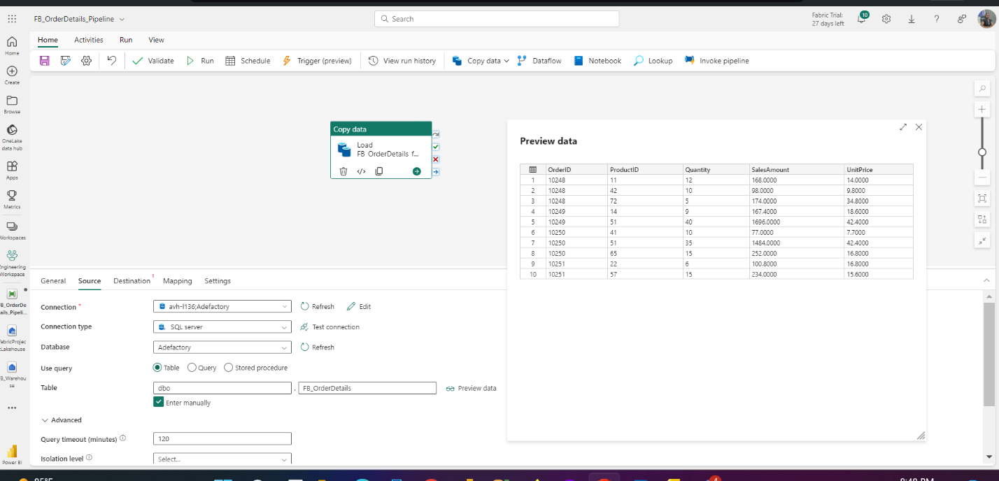 FB_OrderDetails_Pipeline
Search
Fabric Trial:
27 days left
10
Home Activities Run View
Validate Run Schedule Trigger (preview) View run history Copy data Dataflow Notebook Lookup Invoke pipeline
Home
Create
Browse
OneLake
data hub
Apps
Metrics
Workspaces
Engineering
Workspace
Power BI
Copy data
Load
FB_OrderDetails_f...
Preview data
OrderID ProductID Quantity SalesAmount UnitPrice
1 10248 11 12 168.0000 14.0000
2 10248 42 10 98.0000 9.8000
3 10248 72 5 174.0000 34.8000
4 10249 14 9 167.4000 18.6000
5 10249 51 40 1696.0000 42.4000
6 10250 41 10 77.0000 7.7000
7 10250 51 35 1484.0000 42.4000
8 10250 65 15 252.0000 16.8000
9 10251 22 6 100.8000 16.8000
10 10251 57 15 234.0000 15.6000
General Source Destination 1 Mapping Settings
Connection * avh-l136;Adefactory Refresh Edit
Connection type SQL server Test connection
Database Adefactory Refresh
Use query Table Query Stored procedure
Table dbo . FB_OrderDetails Preview data
Enter manually
Advanced
Query timeout (minutes) 120
Isolation level Select...